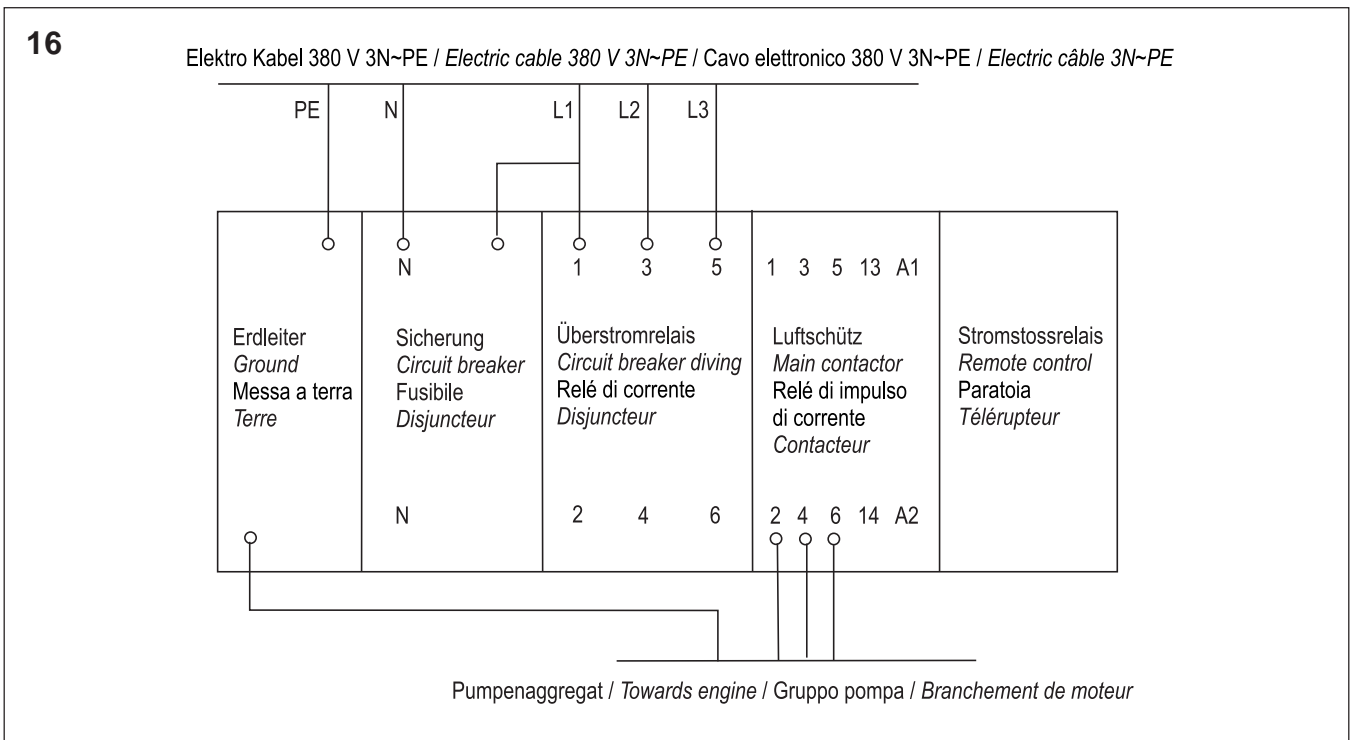 16
Elektro Kabel 380 V 3N~PE / Electric cable 380 V 3N~PE / Cavo elettronico 380 V 3N~PE / Electric câble 3N~PE
PE N L1 L2 L3
N 1 3 5 1 3 5 13 A1
Erdleiter
Ground
Messa a terra
Terre
Sicherung
Circuit breaker
Fusibile
Disjuncteur
Überstromrelais
Circuit breaker diving
Relé di corrente
Disjuncteur
Luftschütz
Main contactor
Relé di impulso
di corrente
Contacteur
Stromstossrelais
Remote control
Paratoia
Télérupteur
N 2 4 6 2 4 6 14 A2
Pumpenaggregat / Towards engine / Gruppo pompa / Branchement de moteur